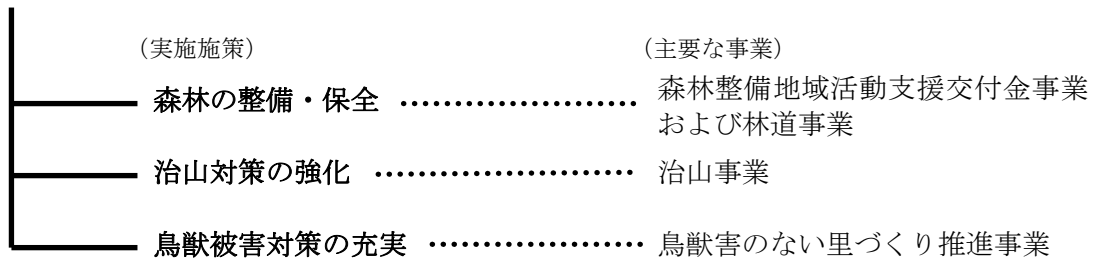 （実施施策）　（主要な事業）
森林の整備・保全 …………………… 森林整備地域活動支援交付金事業
および林道事業
治山対策の強化 …………………… 治山事業
鳥獣被害対策の充実 …………………… 鳥獣害のない里づくり推進事業